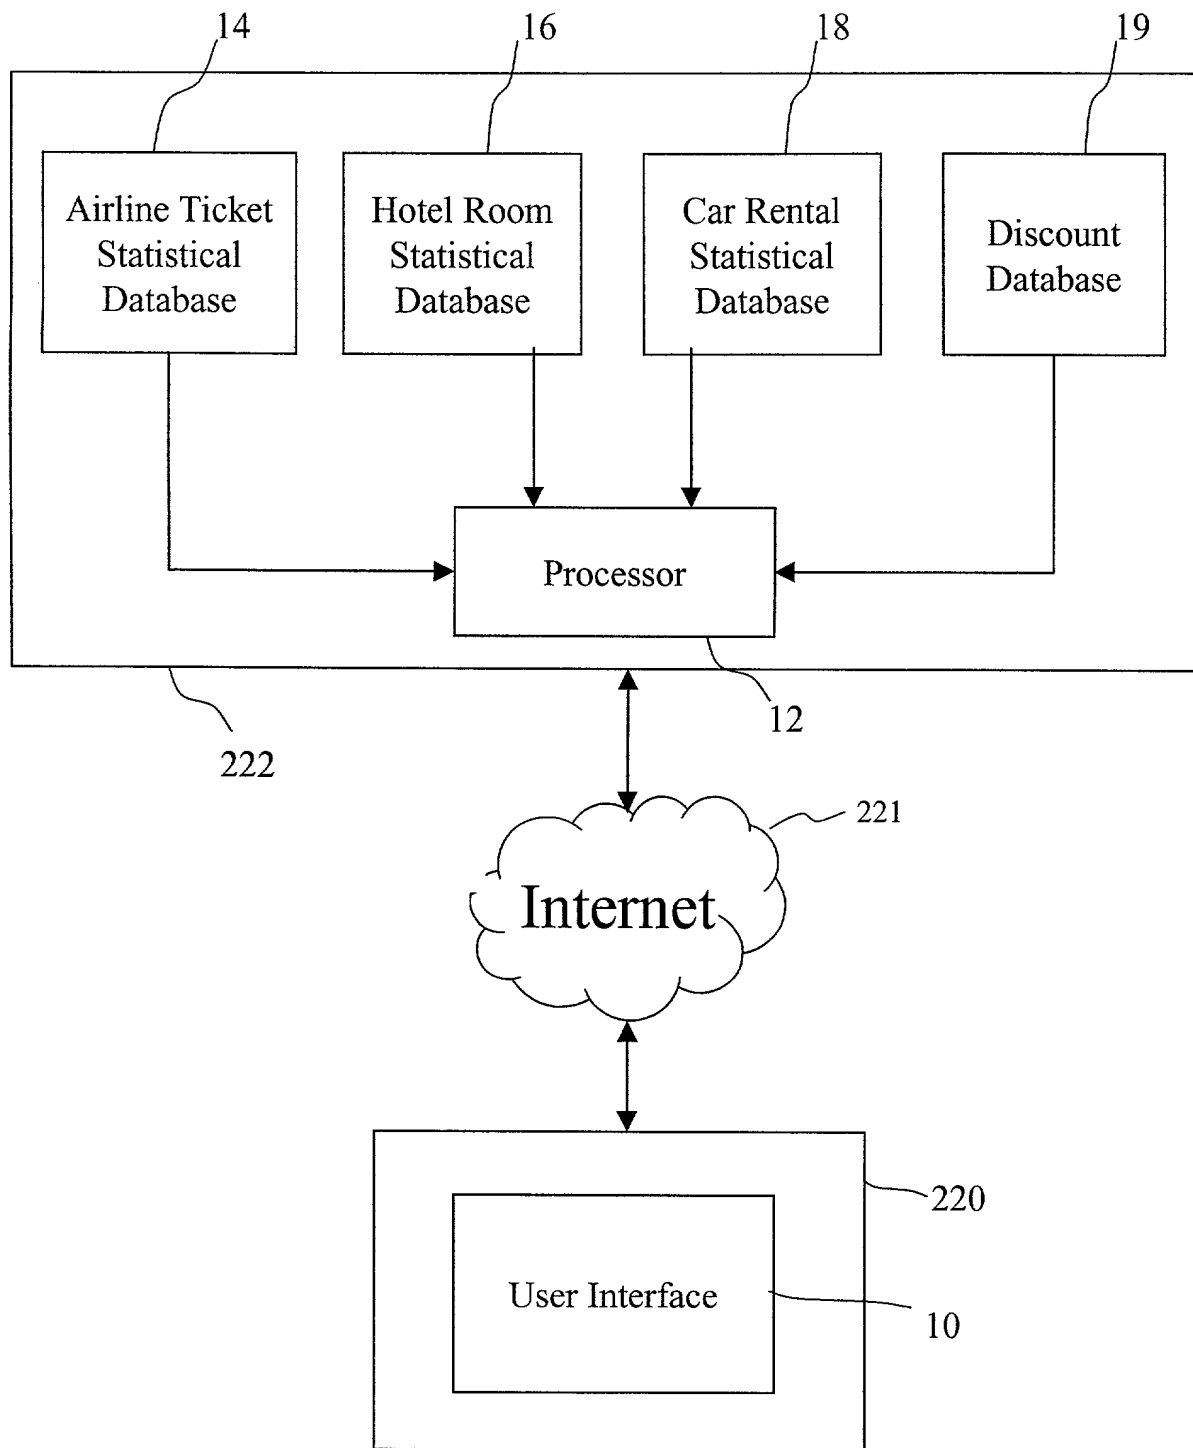 14
16
18
19
Airline Ticket
Statistical
Database
Hotel Room
Statistical
Database
Car Rental
Statistical
Database
Discount
Database
Processor
12
222
221
Internet
220
User Interface
10